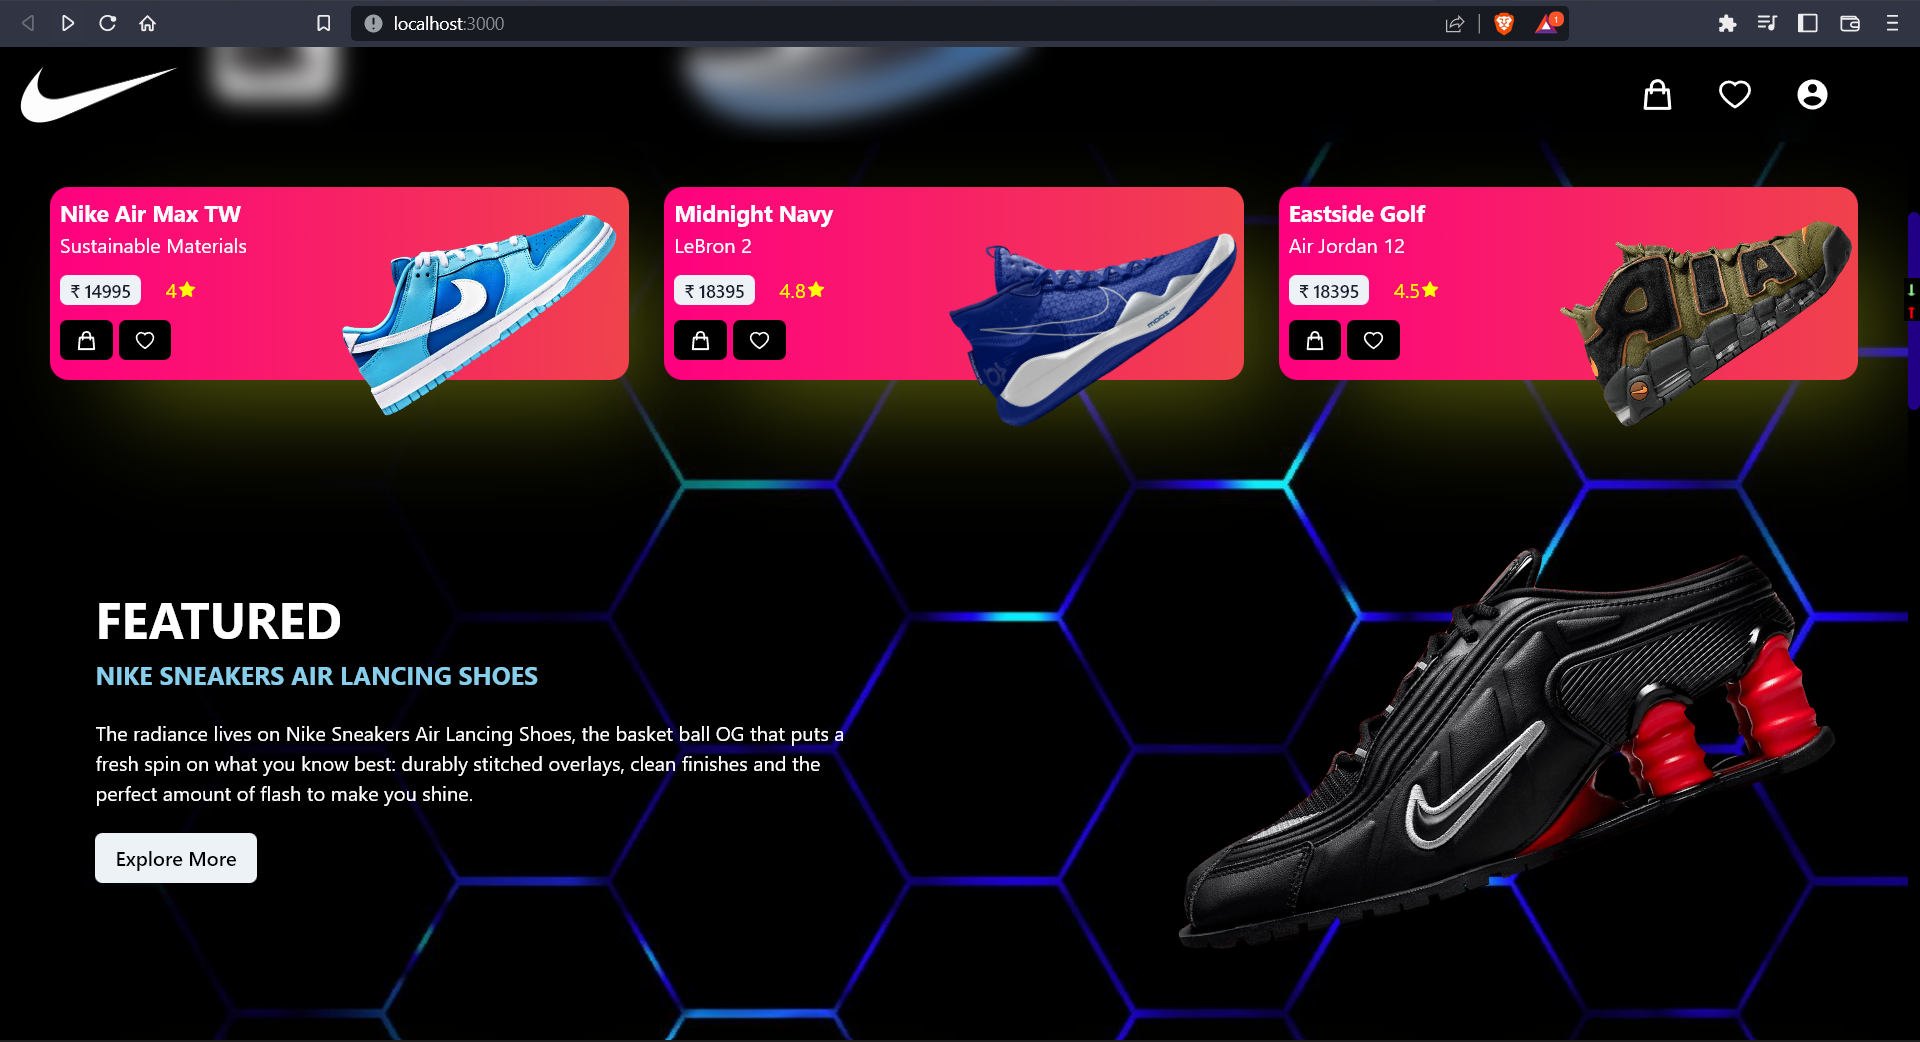 localhost:3000
1
Nike Air Max TW
Sustainable Materials
₹ 14995 4
Midnight Navy
LeBron 2
₹ 18395 4.8
Eastside Golf
Air Jordan 12
₹ 18395 4.5
FEATURED
NIKE SNEAKERS AIR LANCING SHOES
The radiance lives on Nike Sneakers Air Lancing Shoes, the basket ball OG that puts a
fresh spin on what you know best: durably stitched overlays, clean finishes and the
perfect amount of flash to make you shine.
Explore More